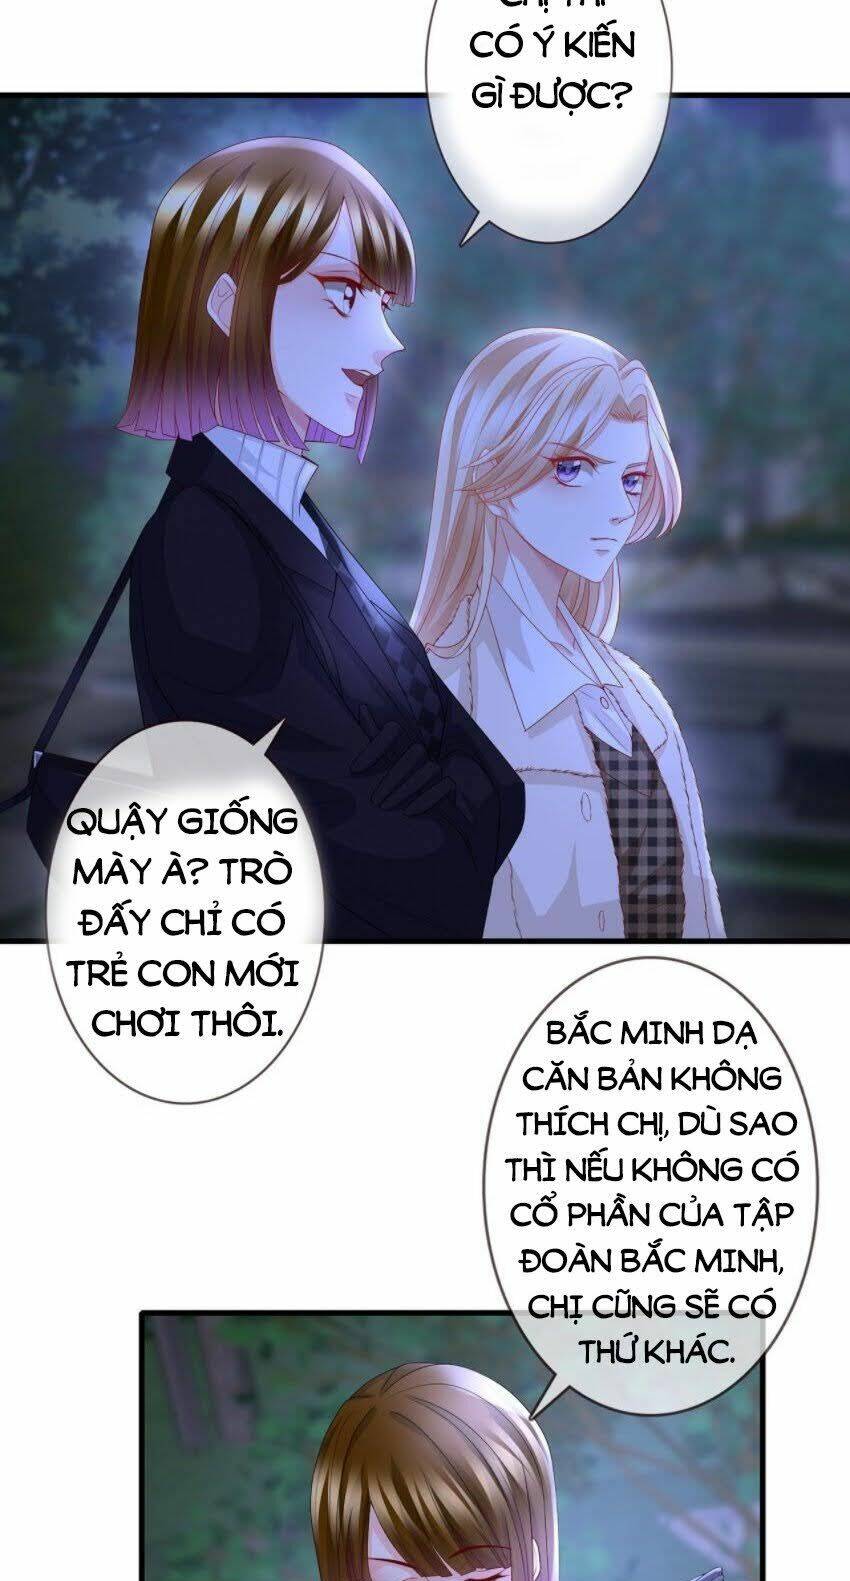 CÓ Ý KIẾN
GÌ ĐƯỢC?
QUẬY GIỐNG
MÀY À? TRÒ
ĐẤY CHỈ CÓ
TRẺ CON MỚI
CHƠI THÔI.
BẮC MINH DẠ
CĂN BẢN KHÔNG
THÍCH CHỊ, DÙ SAO
THÌ NẾU KHÔNG CÓ
CỔ PHẦN CỦA TẬP
ĐOÀN BẮC MINH,
CHỊ CŨNG SẼ CÓ
THỨ KHÁC.